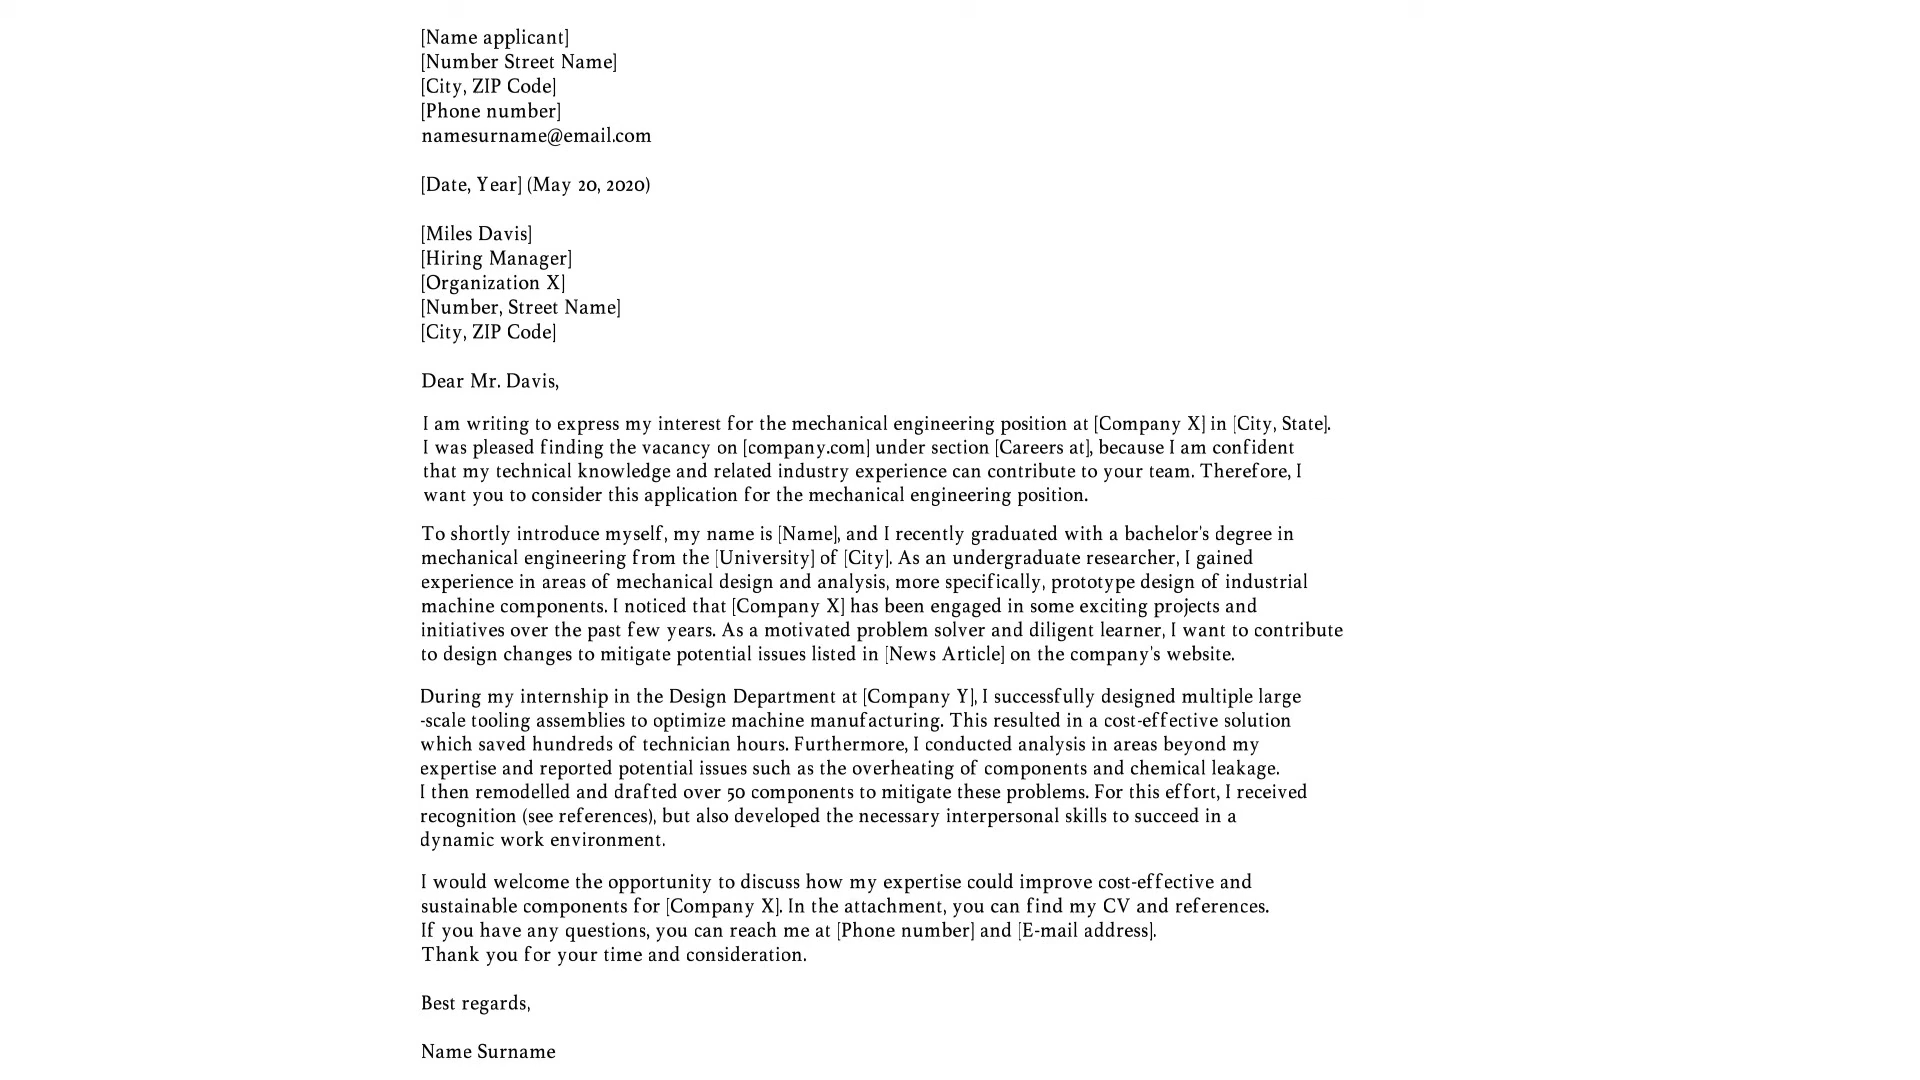 [Name applicant]
[Number Street Name]
[City, ZIP Code]
[Phone number]
namesurname@email.com
[Date, Year] (May 20, 2020)
[Miles Davis]
[Hiring Manager]
[Organization X]
[Number, Street Name]
[City, ZIP Code]
Dear Mr. Davis,
I am writing to express my interest for the mechanical engineering position at [Company X] in [City, State].
I was pleased finding the vacancy on [company.com] under section [Careers at], because I am confident
that my technical knowledge and related industry experience can contribute to your team. Therefore, I
want you to consider this application for the mechanical engineering position.
To shortly introduce myself, my name is [Name], and I recently graduated with a bachelor's degree in
mechanical engineering from the [University] of [City]. As an undergraduate researcher, I gained
experience in areas of mechanical design and analysis, more specifically, prototype design of industrial
machine components. I noticed that [Company X] has been engaged in some exciting projects and
initiatives over the past few years. As a motivated problem solver and diligent learner, I want to contribute
to design changes to mitigate potential issues listed in [News Article] on the company's website.
During my internship in the Design Department at [Company Y], I successfully designed multiple large
-scale tooling assemblies to optimize machine manufacturing. This resulted in a cost-effective solution
which saved hundreds of technician hours. Furthermore, I conducted analysis in areas beyond my
expertise and reported potential issues such as the overheating of components and chemical leakage.
I then remodelled and drafted over 50 components to mitigate these problems. For this effort, I received
recognition (see references), but also developed the necessary interpersonal skills to succeed in a
dynamic work environment.
I would welcome the opportunity to discuss how my expertise could improve cost-effective and
sustainable components for [Company X]. In the attachment, you can find my CV and references.
If you have any questions, you can reach me at [Phone number] and [E-mail address].
Thank you for your time and consideration.
Best regards,
Name Surname